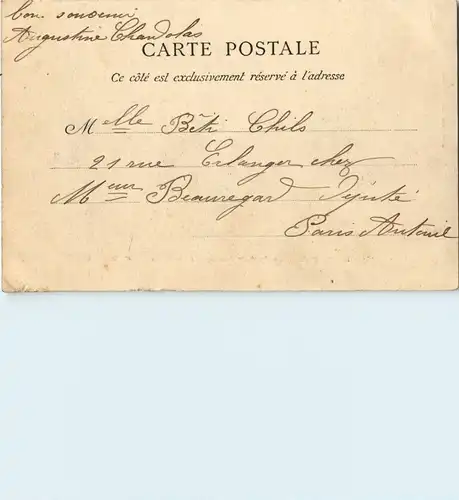 bon souvenir
Augustine Chandolas
CARTE POSTALE
Ce côté est exclusivement réservé à l'adresse
Melle Béti Chils
21 rue Erlanger chez
Meur Beauregard
Paris Auteuil